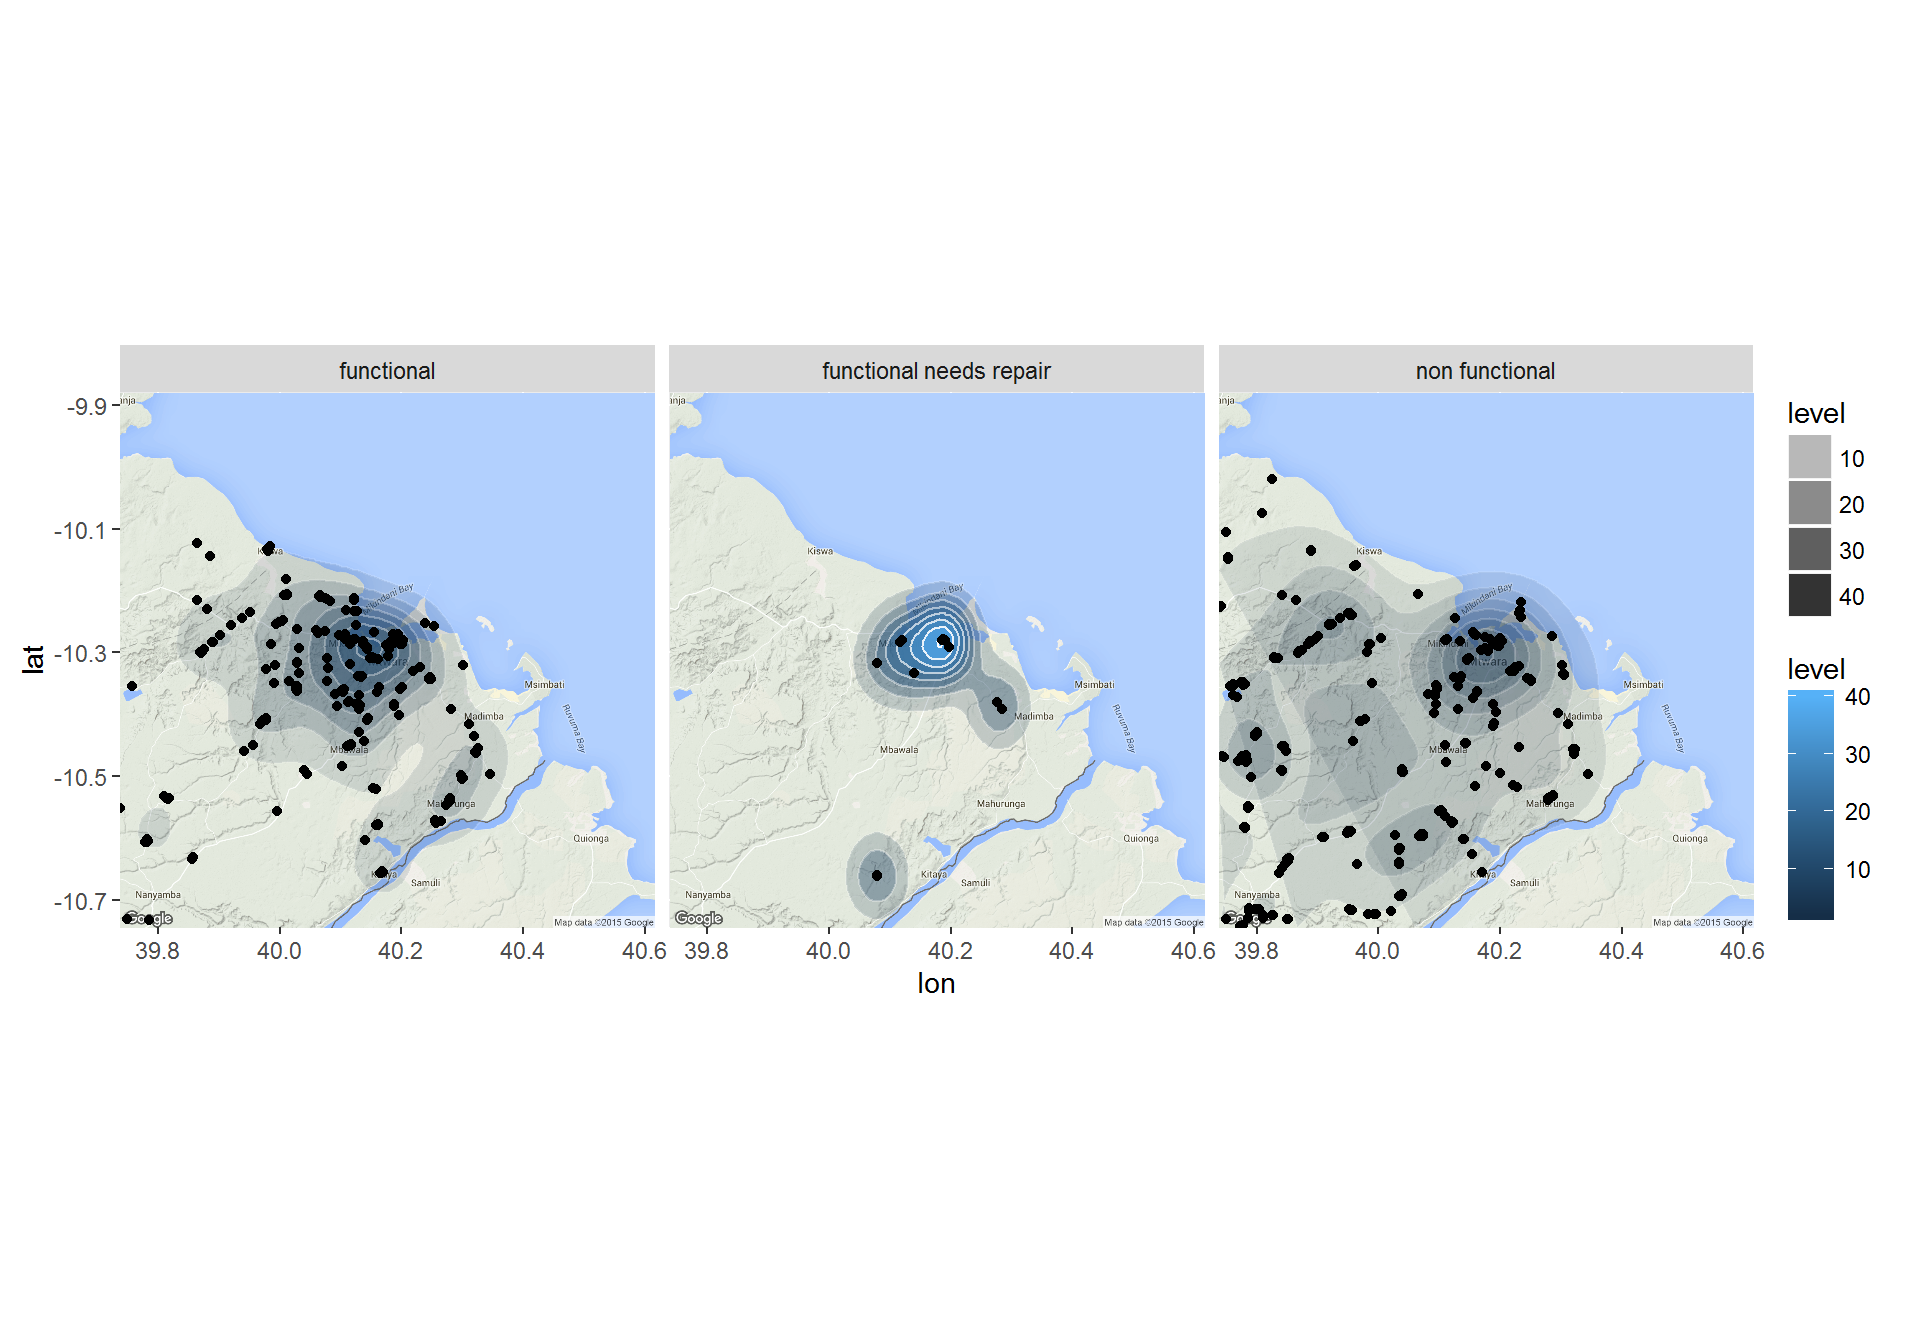 functional
functional needs repair
non functional
lat
-9.9
-10.1
-10.3
-10.5
-10.7
nja
Kiswa
Mikindani Bay
Msimbati
Madimba
Ruvuma Bay
Mbawala
Mahurunga
Quionga
Kitaya
Samuli
Nanyamba
Google
Map data ©2015 Google
39.8
40.0
40.2
40.4
40.6
nja
Kiswa
Mikindani Bay
Msimbati
Madimba
Ruvuma Bay
Mbawala
Mahurunga
Quionga
Kitaya
Samuli
Nanyamba
Google
Map data ©2015 Google
39.8
40.0
40.2
40.4
40.6
nja
Kiswa
Mikindani Bay
Mikindani
Mtwara
Msimbati
Madimba
Ruvuma Bay
Mbawala
Mahurunga
Quionga
Kitaya
Samuli
Nanyamba
Google
Map data ©2015 Google
39.8
40.0
40.2
40.4
40.6
lon
level
10
20
30
40
level
40
30
20
10